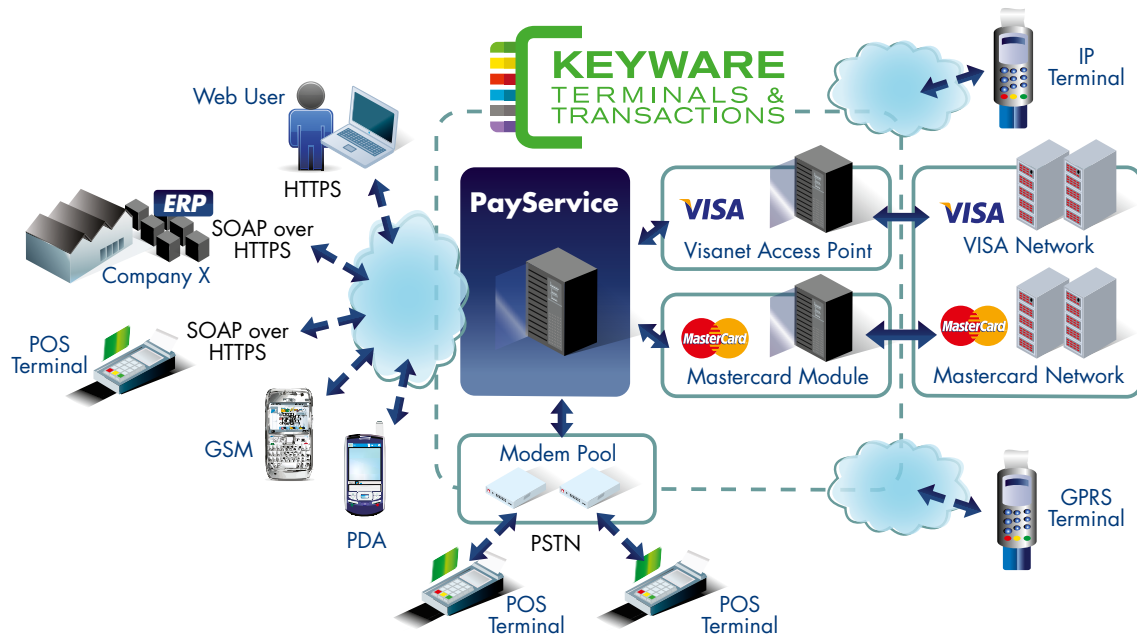 KEYWARE
TERMINALS &
TRANSACTIONS
IP
Terminal
Web User
HTTPS
ERP
SOAP over
HTTPS
Company X
PayService
VISA
Visanet Access Point
VISA
VISA Network
MasterCard
Mastercard Module
MasterCard
Mastercard Network
POS
Terminal
SOAP over
HTTPS
GSM
PDA
Modem Pool
PSTN
GPRS
Terminal
POS
Terminal
POS
Terminal